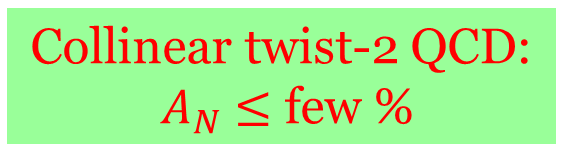 Collinear twist-2 QCD:
A_N ≤ few %